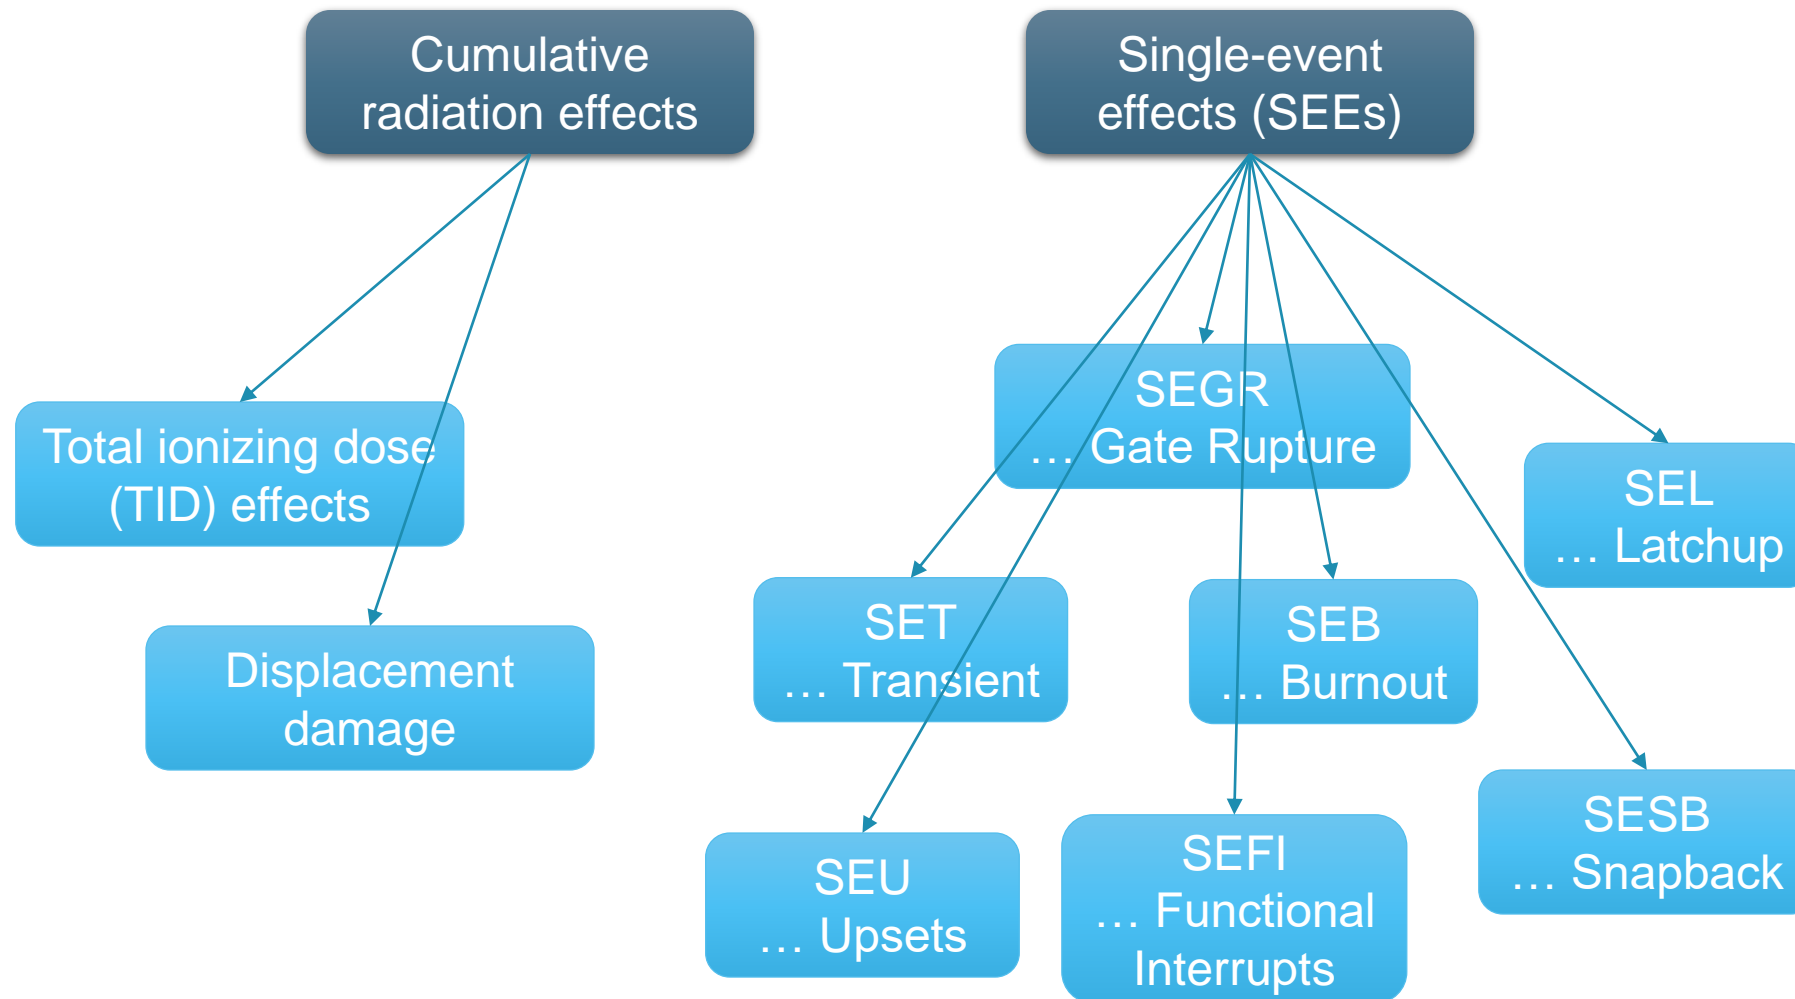 Cumulative
radiation effects
Single-event
effects (SEEs)
Total ionizing dose
(TID) effects
Displacement
damage
SEGR
… Gate Rupture
SEL
… Latchup
SET
… Transient
SEB
… Burnout
SESB
… Snapback
SEU
… Upsets
SEFI
… Functional
Interrupts